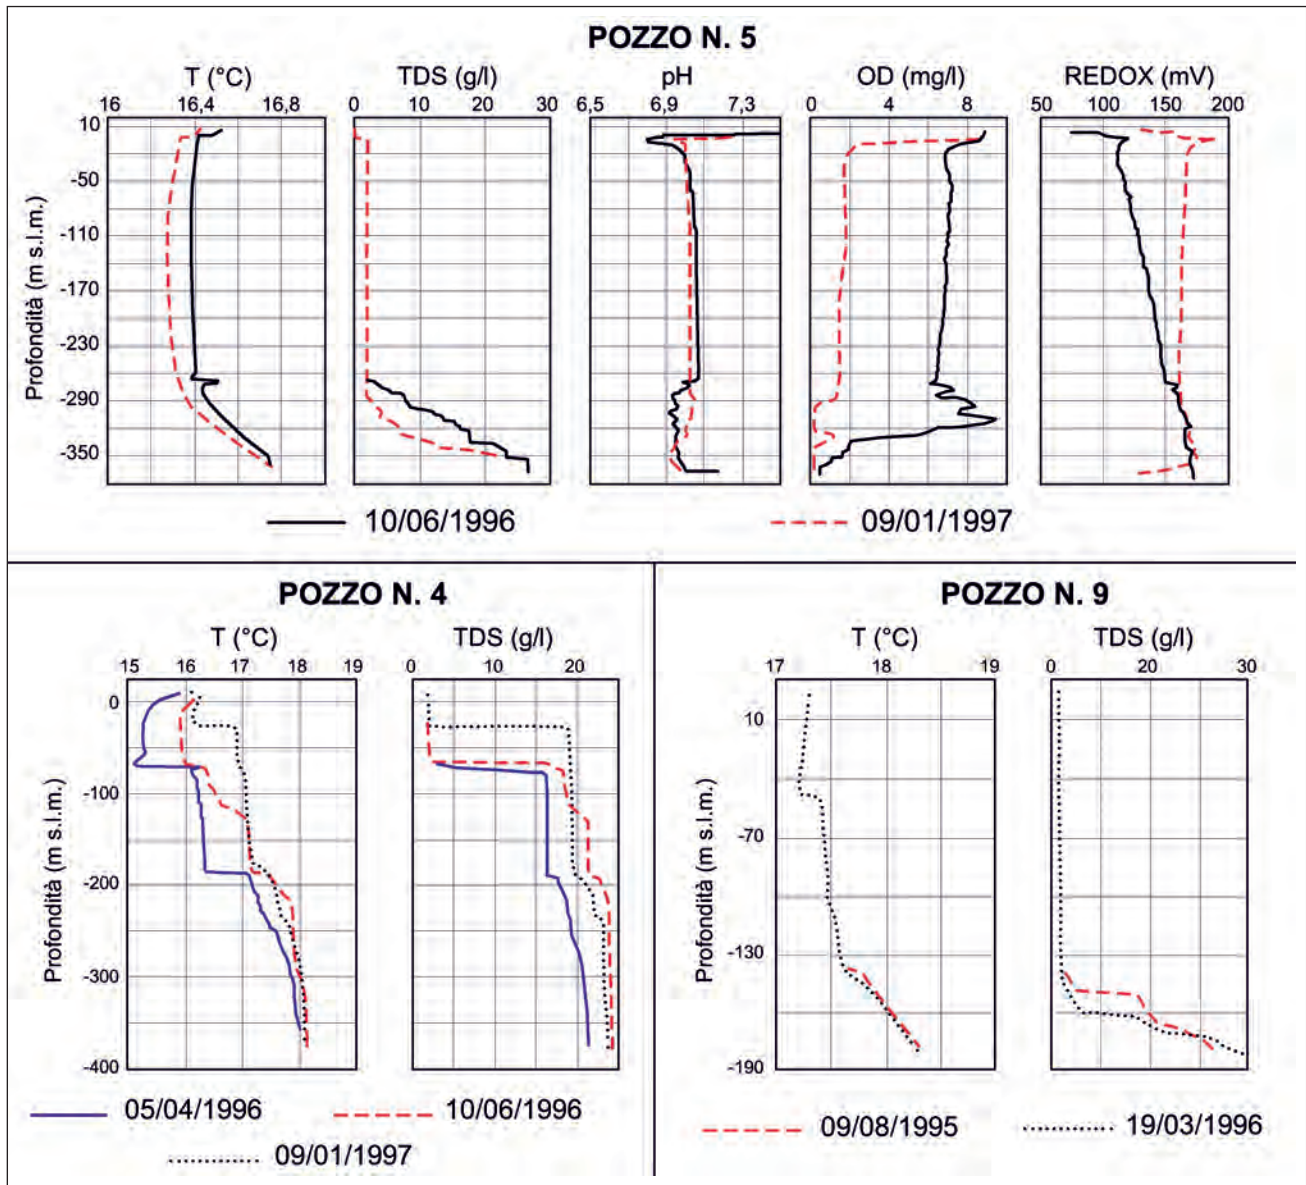 POZZO N. 5
T (°C)
TDS (g/l)
pH
OD (mg/l)
REDOX (mV)
16 16,4 16,8
0 10 20 30
6,5 6,9 7,3
0 4 8
50 100 150 200
Profondità (m s.l.m.)
10
-50
-110
-170
-230
-290
-350
10/06/1996
09/01/1997
POZZO N. 4
T (°C)
TDS (g/l)
15 16 17 18 19
0 10 20
Profondità (m s.l.m.)
0
-100
-200
-300
-400
05/04/1996
10/06/1996
09/01/1997
POZZO N. 9
T (°C)
TDS (g/l)
17 18 19
0 20 30
Profondità (m s.l.m.)
10
-70
-130
-190
09/08/1995
19/03/1996